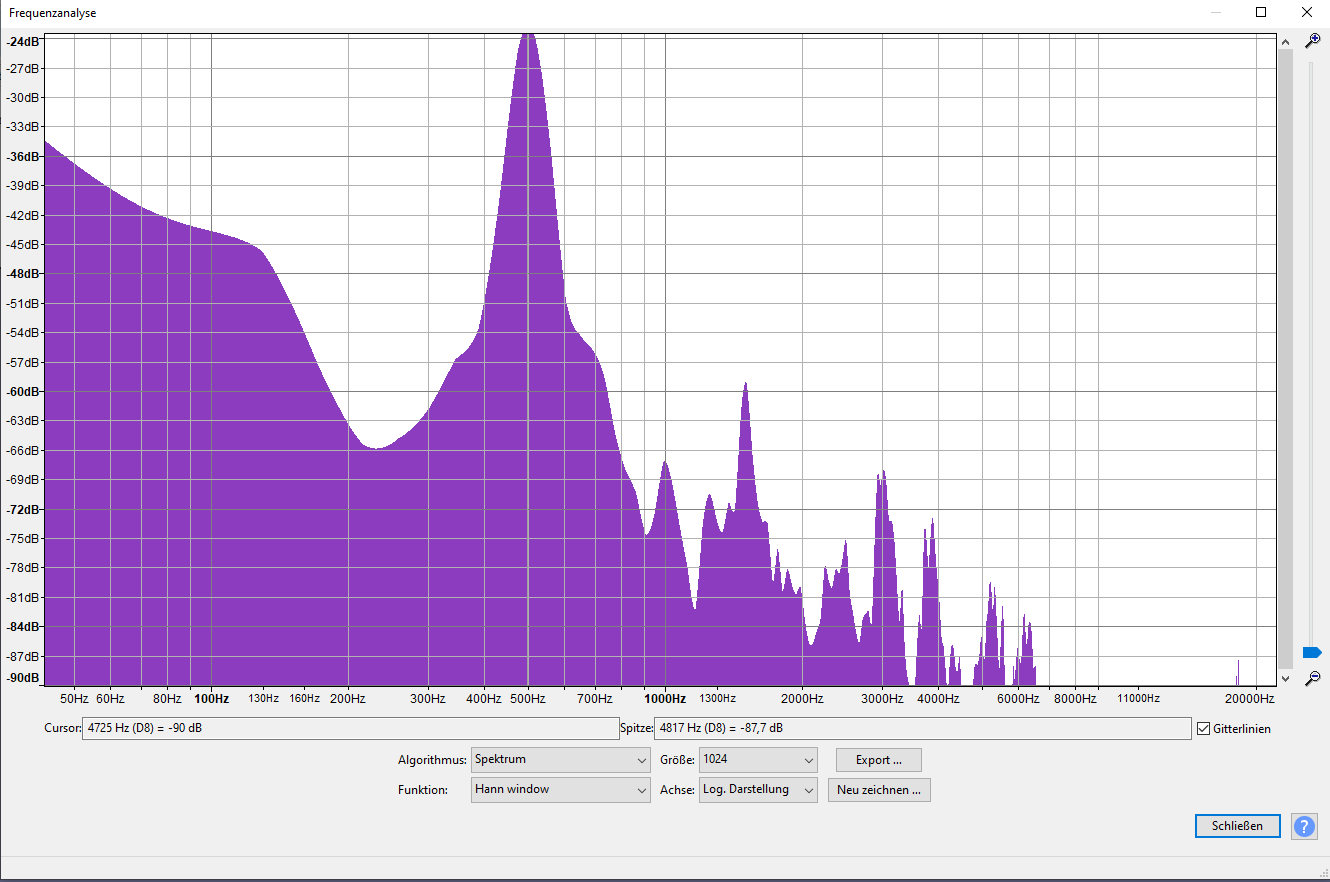 Frequenzanalyse
-24dB
-27dB
-30dB
-33dB
-36dB
-39dB
-42dB
-45dB
-48dB
-51dB
-54dB
-57dB
-60dB
-63dB
-66dB
-69dB
-72dB
-75dB
-78dB
-81dB
-84dB
-87dB
-90dB
50Hz 60Hz 80Hz 100Hz 130Hz 160Hz 200Hz 300Hz 400Hz 500Hz 700Hz 1000Hz 1300Hz 2000Hz 3000Hz 4000Hz 6000Hz 8000Hz 11000Hz 20000Hz
Cursor: 4725 Hz (D8) = -90 dB Spitze: 4817 Hz (D8) = -87,7 dB Gitterlinien
Algorithmus: Spektrum Größe: 1024 Export ...
Funktion: Hann window Achse: Log. Darstellung Neu zeichnen ...
Schließen ?